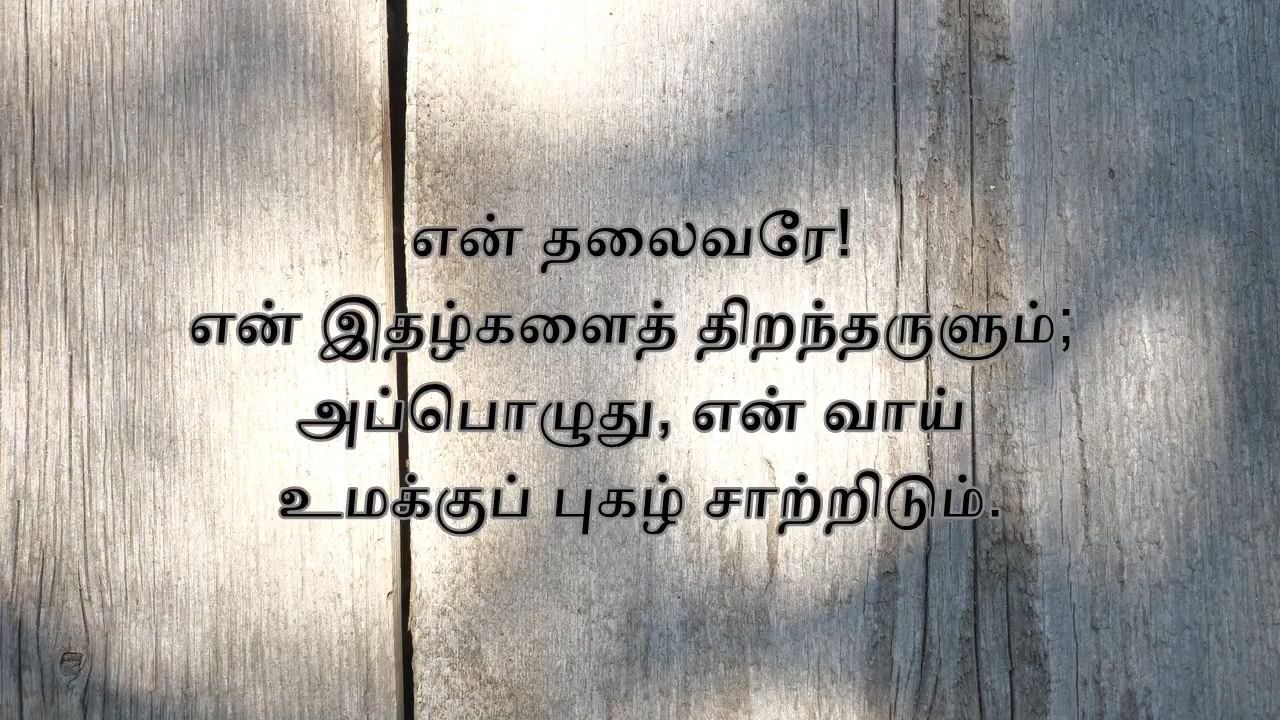 என் தலைவரே!
என் இதழ்களைத் திறந்தருளும்;
அப்பொழுது, என் வாய்
உமக்குப் புகழ் சாற்றிடும்.